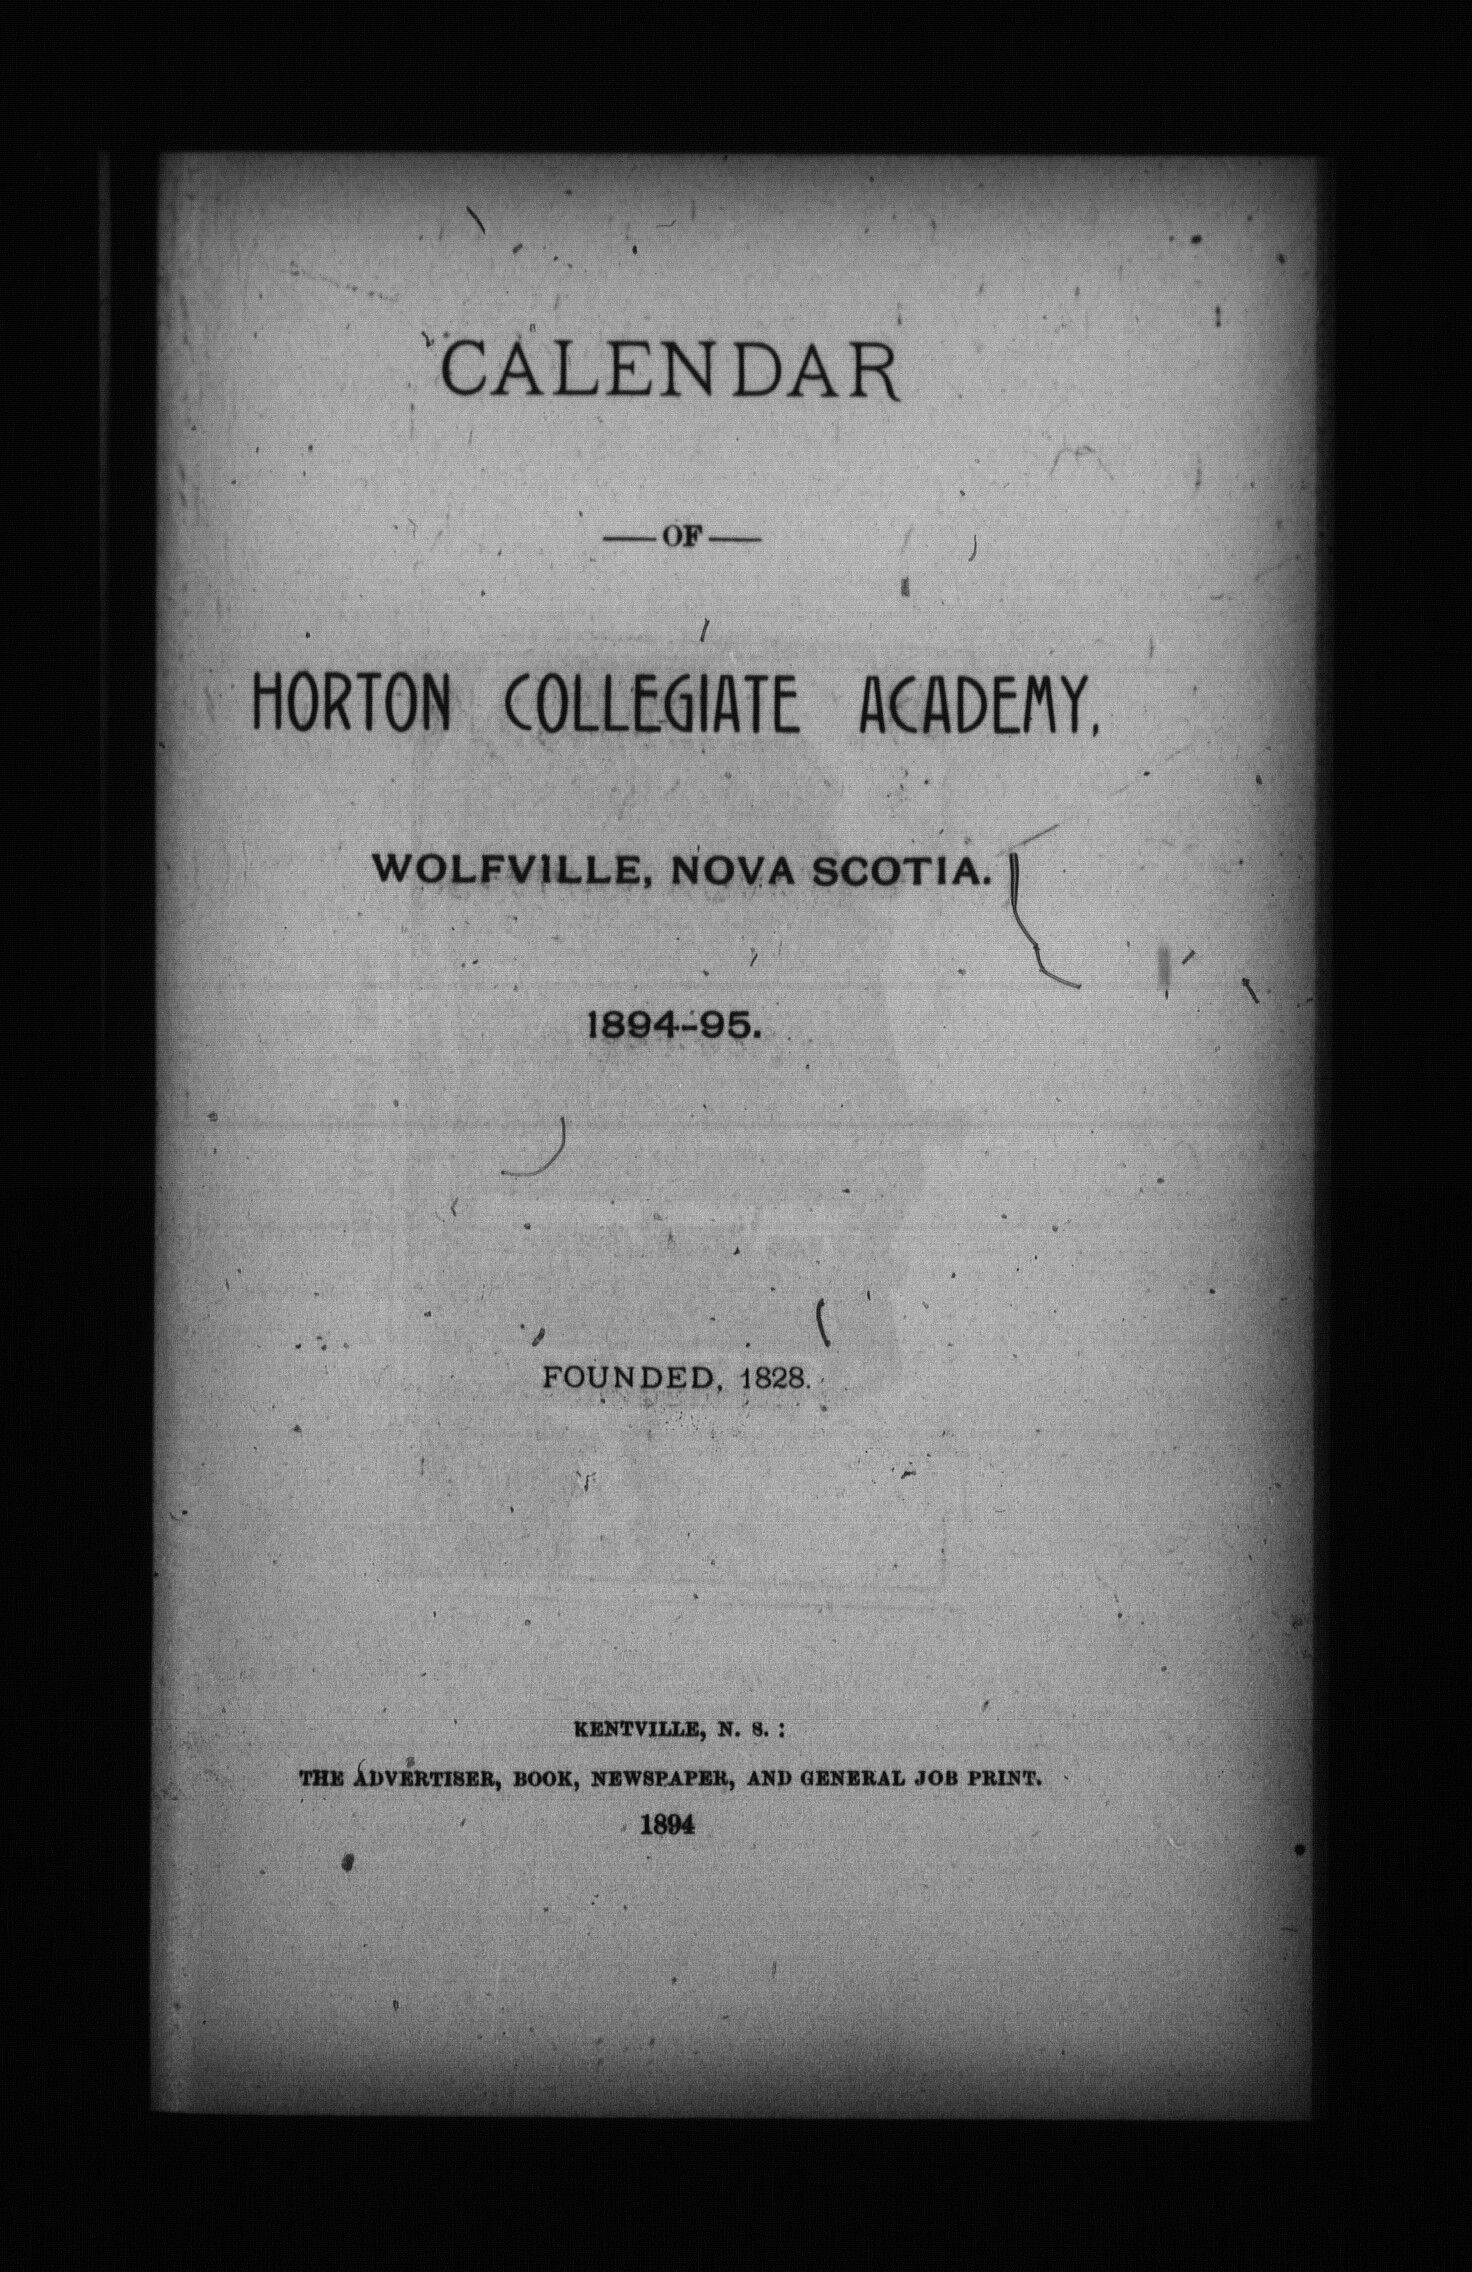 CALENDAR
—OF—
HORTON COLLEGIATE ACADEMY,
WOLFVILLE, NOVA SCOTIA.
1894-95.
FOUNDED, 1828.
KENTVILLE, N. S. :
THE ADVERTISER, BOOK, NEWSPAPER, AND GENERAL JOB PRINT.
1894